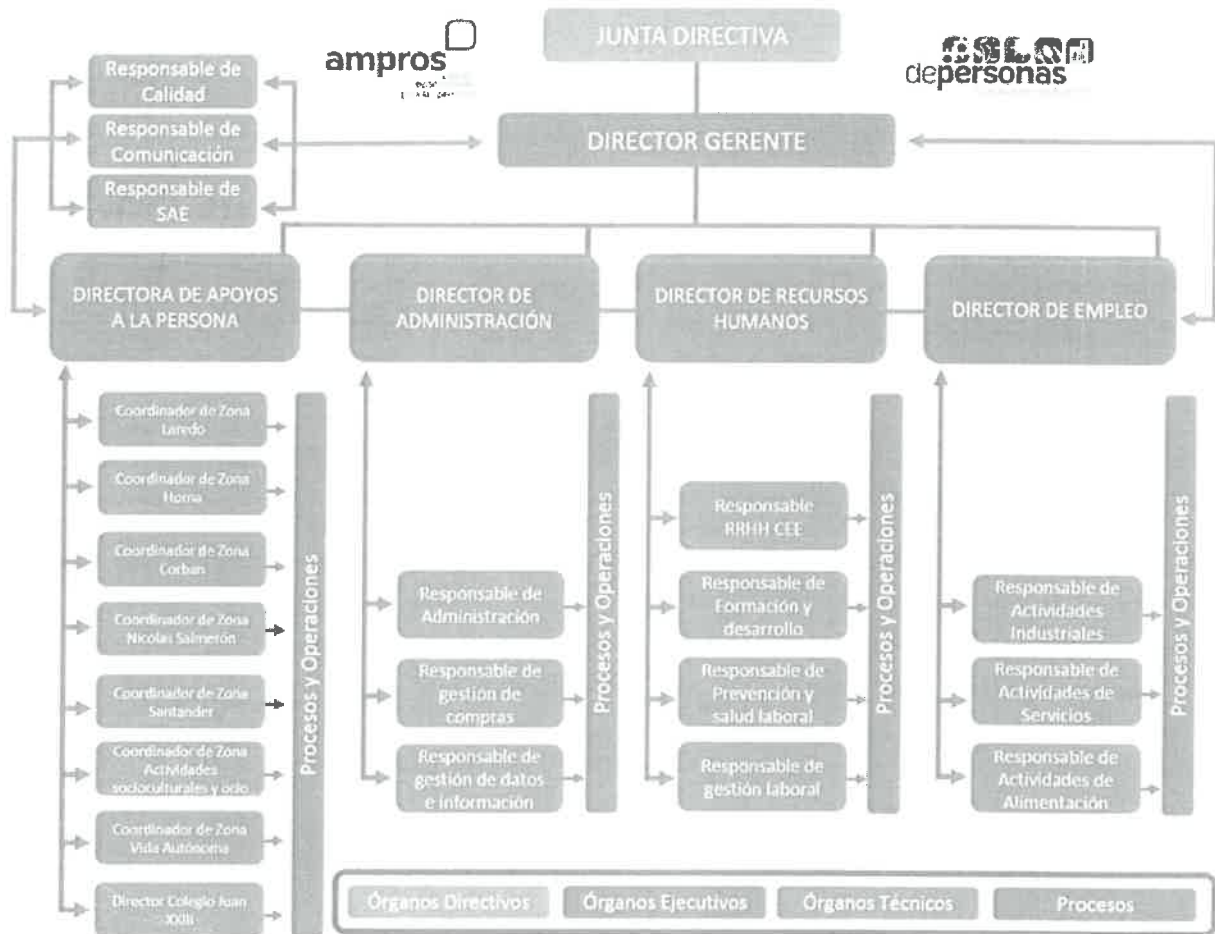 JUNTA DIRECTIVA
ampros
depersonas
Responsable de
Calidad
Responsable de
Comunicación
Responsable de
SAE
DIRECTOR GERENTE
DIRECTORA DE APOYOS
A LA PERSONA
DIRECTOR DE
ADMINISTRACIÓN
DIRECTOR DE RECURSOS
HUMANOS
DIRECTOR DE EMPLEO
Coordinador de Zona
Laredo
Coordinador de Zona
Horna
Coordinador de Zona
Corban
Coordinador de Zona
Nicolas Salmerón
Coordinador de Zona
Santander
Coordinador de Zona
Actividades
socioculturales y ocio
Coordinador de Zona
Vida Autónoma
Director Colegio Juan
XXIII
Procesos y Operaciones
Responsable de
Administración
Responsable de
gestión de
compras
Responsable de
gestión de datos
e información
Procesos y Operaciones
Responsable
RRHH CEE
Responsable de
Formación y
desarrollo
Responsable de
Prevención y
salud laboral
Responsable de
gestión laboral
Procesos y Operaciones
Responsable de
Actividades
Industriales
Responsable de
Actividades de
Servicios
Responsable de
Actividades de
Alimentación
Procesos y Operaciones
Órganos Directivos
Órganos Ejecutivos
Órganos Técnicos
Procesos